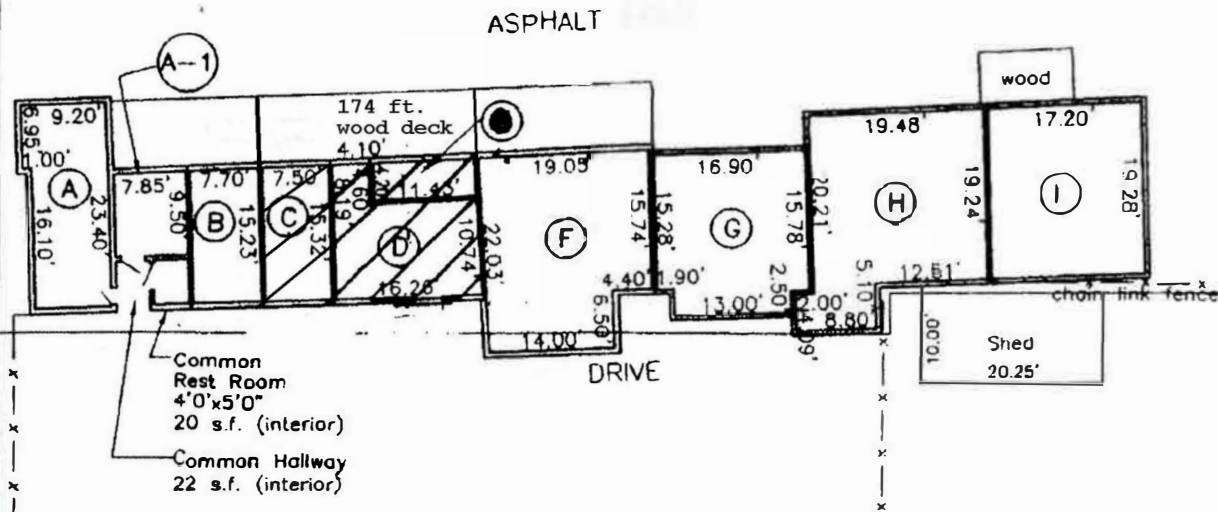 ASPHALT
A-1
wood
174 ft.
wood deck
4.10'
9.20'
6.95
1.00'
A
23.40'
16.10'
7.85'
9.50'
7.70'
B
15.23'
7.50'
C
15.32'
9.19'
11.45'
D
10.74'
16.26
19.05
22.03'
F
15.74'
4.40'
6.50'
14.00'
16.90
15.28'
G
15.78'
1.90'
2.50'
13.00'
19.48'
20.21'
H
19.24'
2.00'
5.10'
8.80'
17.20'
I
19.28'
chain link fence
Shed
20.25'
10.00'
DRIVE
Common
Rest Room
4'0'x5'0"
20 s.f. (interior)
Common Hallway
22 s.f. (interior)